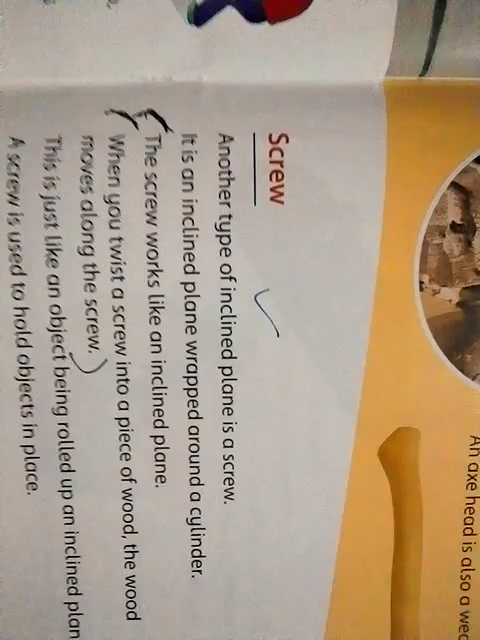 Screw
Another type of inclined plane is a screw.
It is an inclined plane wrapped around a cylinder.
The screw works like an inclined plane.
When you twist a screw into a piece of wood, the wood
moves along the screw.
This is just like an object being rolled up an inclined plan
A screw is used to hold objects in place.
An axe head is also a wed